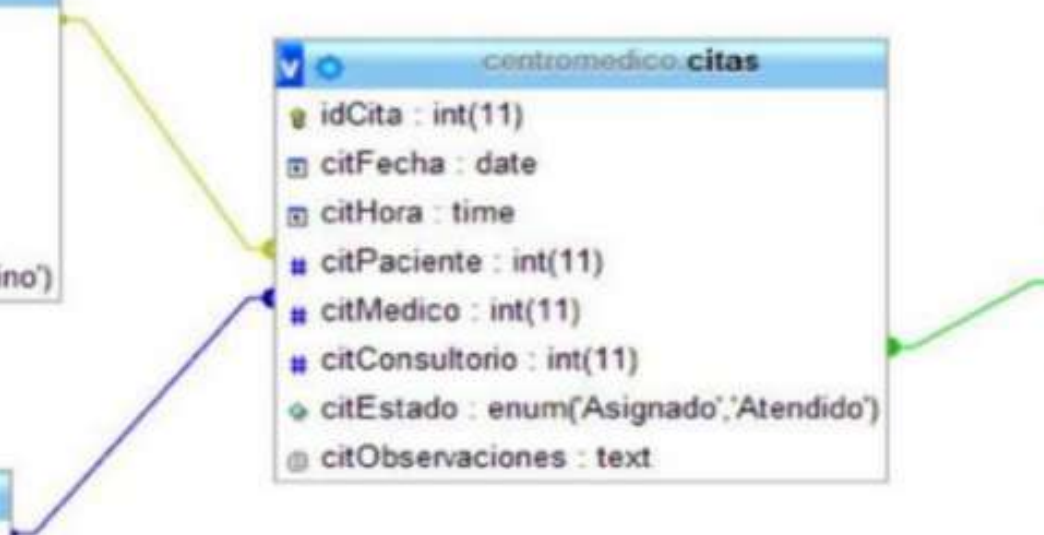 centromedico citas
idCita : int(11)
citFecha : date
citHora : time
ino')
citPaciente : int(11)
citMedico : int(11)
citConsultorio : int(11)
citEstado : enum('Asignado','Atendido')
citObservaciones : text